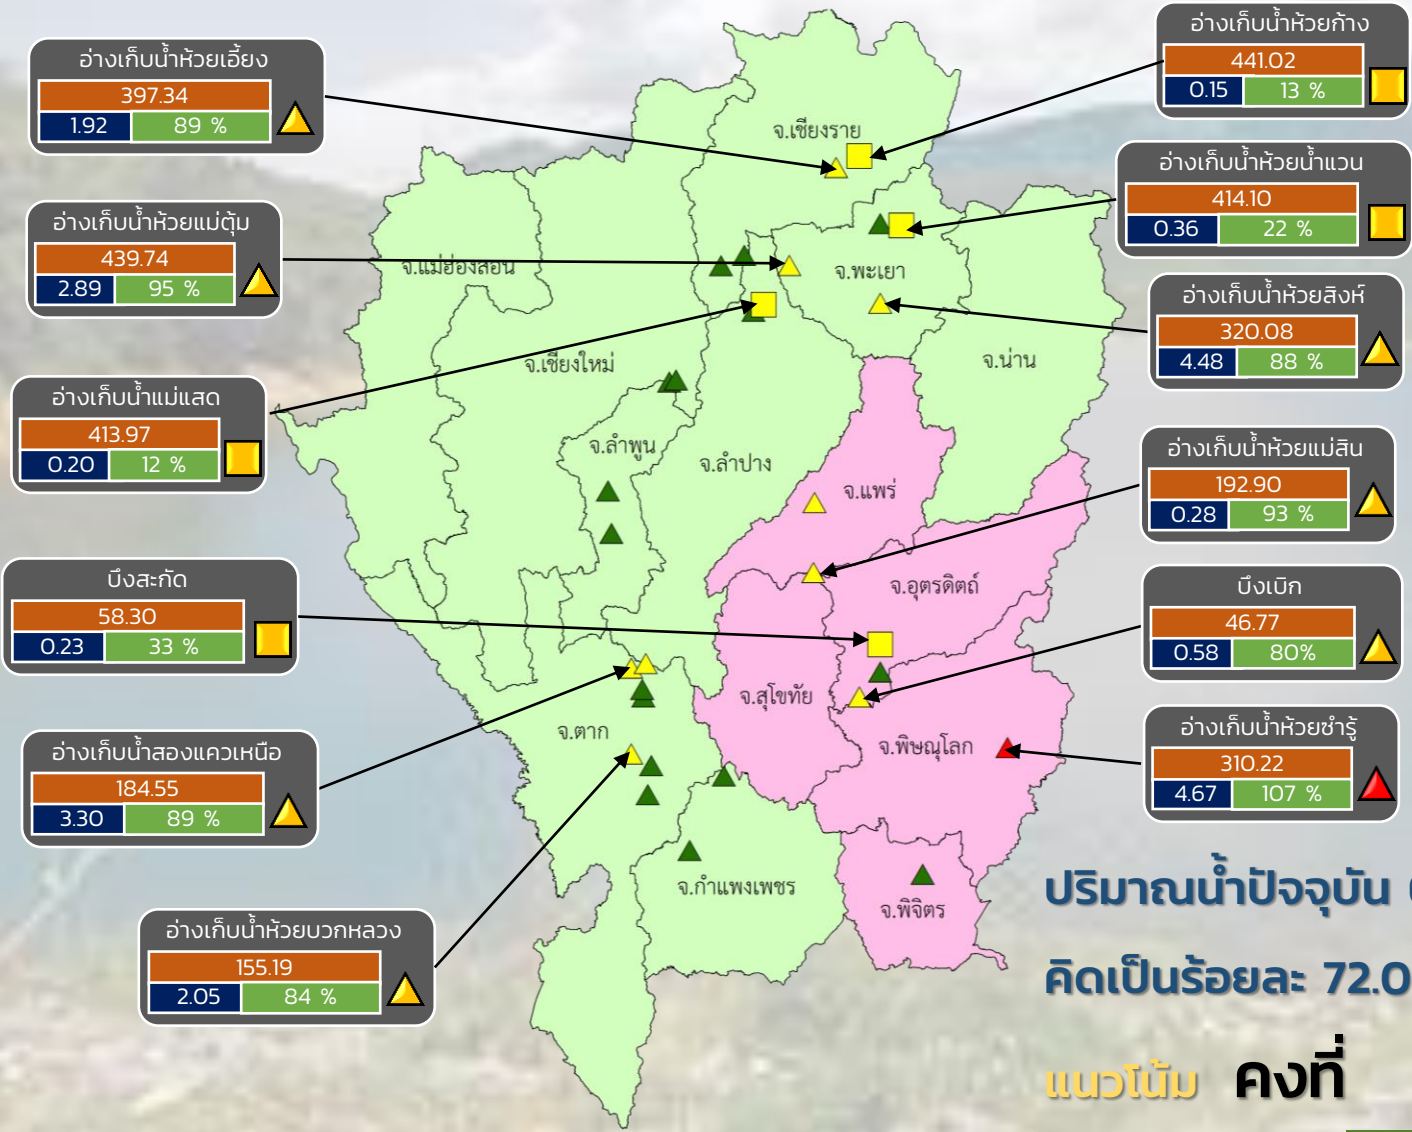 อ่างเก็บน้ำห้วยเอี้ยง
397.34
1.92 89 %
อ่างเก็บน้ำห้วยแม่ตุ้ม
439.74
2.89 95 %
อ่างเก็บน้ำแม่แสด
413.97
0.20 12 %
บึงสะกัด
58.30
0.23 33 %
อ่างเก็บน้ำสองแควเหนือ
184.55
3.30 89 %
อ่างเก็บน้ำห้วยบวกหลวง
155.19
2.05 84 %
จ.เชียงราย
จ.แม่ฮ่องสอน
จ.พะเยา
จ.เชียงใหม่
จ.น่าน
จ.ลำพูน
จ.ลำปาง
จ.แพร่
จ.อุตรดิตถ์
จ.สุโขทัย
จ.ตาก
จ.พิษณุโลก
จ.กำแพงเพชร
จ.พิจิตร
อ่างเก็บน้ำห้วยก้าง
441.02
0.15 13 %
อ่างเก็บน้ำห้วยน้ำแวน
414.10
0.36 22 %
อ่างเก็บน้ำห้วยสิงห์
320.08
4.48 88 %
อ่างเก็บน้ำห้วยแม่สิน
192.90
0.28 93 %
บึงเบิก
46.77
0.58 80%
อ่างเก็บน้ำห้วยซำรู้
310.22
4.67 107 %
ปริมาณน้ำปัจจุบัน
คิดเป็นร้อยละ 72.0
แนวโน้ม คงที่